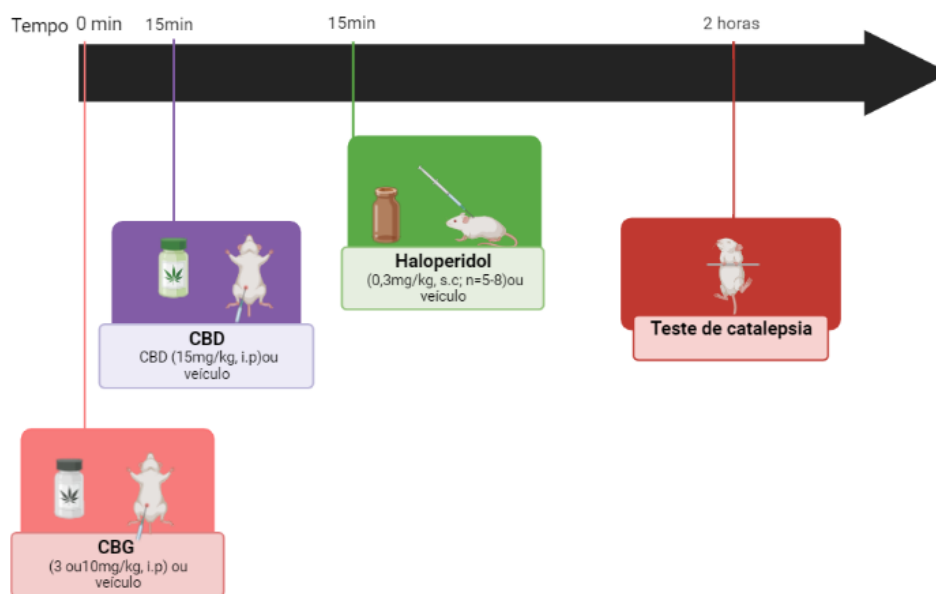 Tempo 0 min 15min 15min 2 horas
Haloperidol
(0,3mg/kg, s.c; n=5-8)ou
veículo
Teste de catalepsia
CBD
CBD (15mg/kg, i.p)ou
veículo
CBG
(3 ou10mg/kg, i.p) ou
veículo